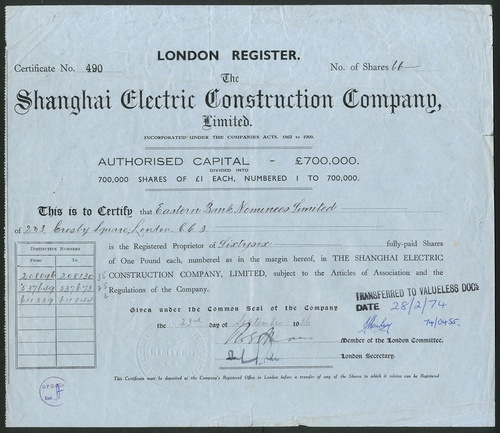 LONDON REGISTER.
Certificate No. 490
No. of Shares 66
The
Shanghai Electric Construction Company,
Limited.
INCORPORATED UNDER THE COMPANIES ACTS. 1862 to 1900.
AUTHORISED CAPITAL - £700,000.
DIVIDED INTO
700,000 SHARES OF £1 EACH, NUMBERED 1 TO 700,000.
This is to Certify that Eastern Bank Nominees Limited
of 2 & 3 Crosby Square, London E.C. 3.
is the Registered Proprietor of Sixtysix fully-paid Shares
of One Pound each, numbered as in the margin hereof, in THE SHANGHAI ELECTRIC
CONSTRUCTION COMPANY, LIMITED, subject to the Articles of Association and the
Regulations of the Company.
DISTINCTIVE NUMBERS
From To
Given under the Common Seal of the Company
the day of September
TRANSFERRED TO VALUELESS DOCS
DATE 28/2/74
74/0455.
Member of the London Committee.
London Secretary.
This Certificate must be deposited at the Company's Registered Office in London before a transfer of any of the Shares to which it relates can be Registered